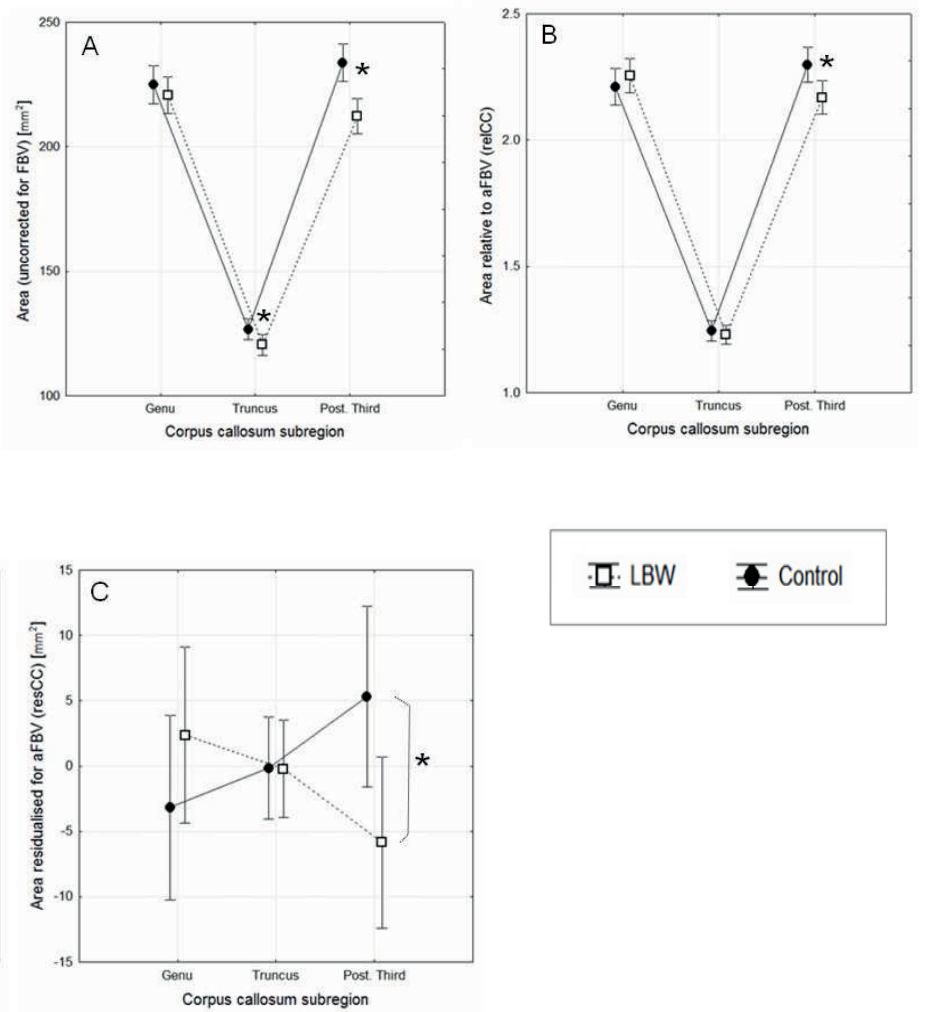 A
Area (uncorrected for FBV) [mm²]
250
200
150
100
*
*
Genu Truncus Post. Third
Corpus callosum subregion
B
Area relative to aFBV (relCC)
2.5
2.0
1.5
1.0
*
Genu Truncus Post. Third
Corpus callosum subregion
C
Area residualised for aFBV (resCC) [mm²]
15
10
5
0
-5
-10
-15
*
Genu Truncus Post. Third
Corpus callosum subregion
LBW Control